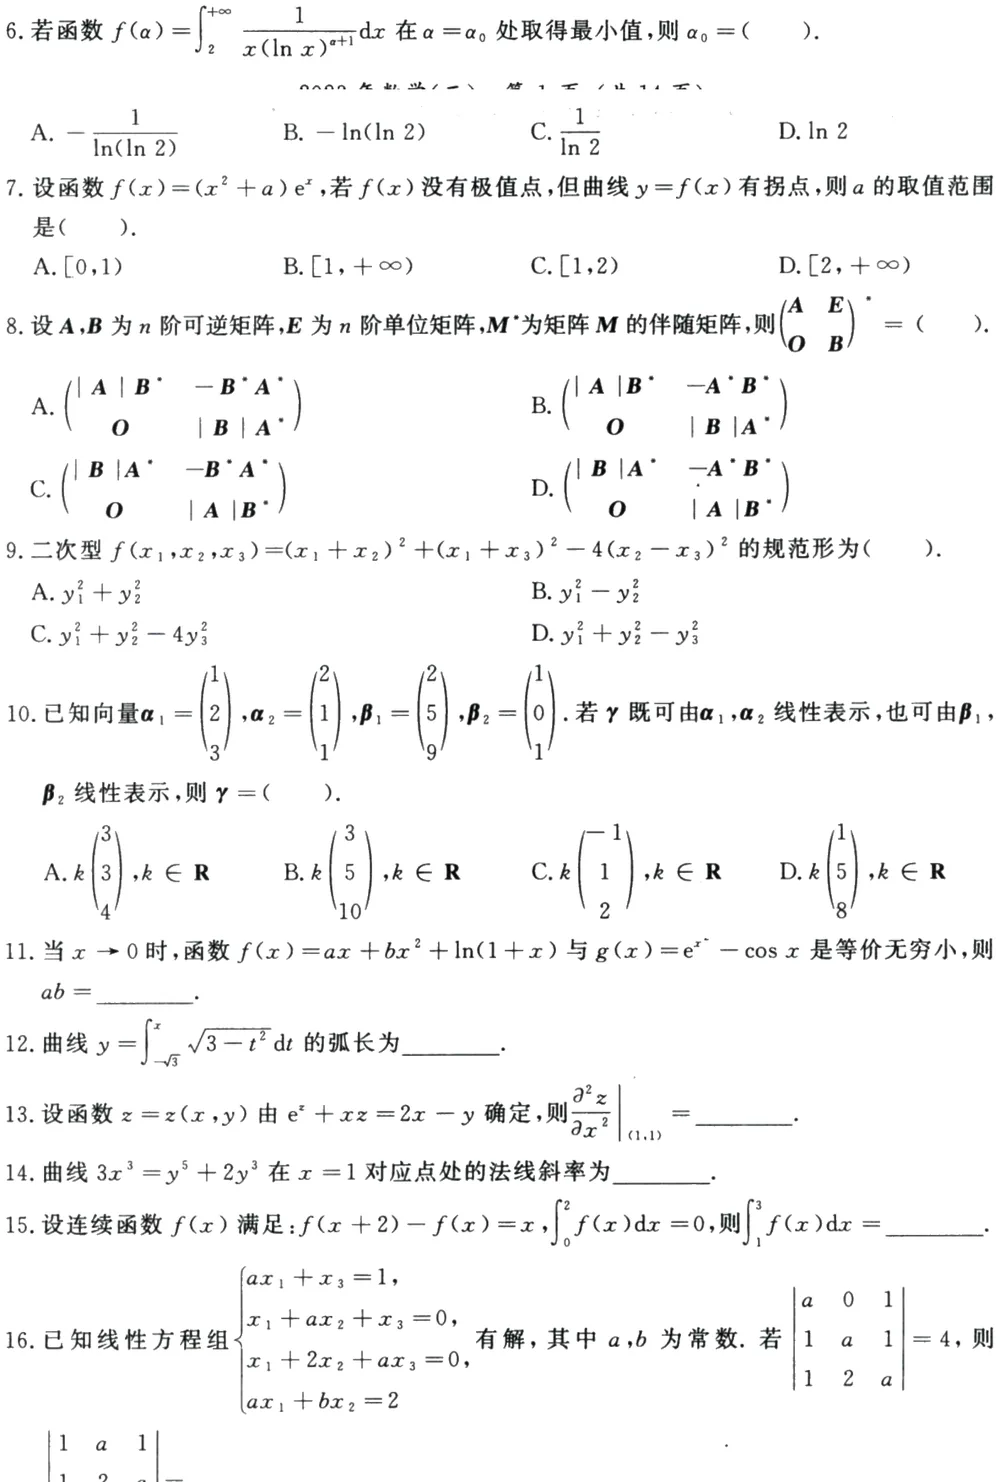 6. 若函数 f(α) = ∫₂^{+∞} 1/(x(ln x)^{α+1}) dx 在 α = α₀ 处取得最小值,则 α₀ = (  ).
A. −1/ln(ln 2)  B. −ln(ln 2)  C. 1/ln 2  D. ln 2
7. 设函数 f(x) = (x² + a)eˣ,若 f(x) 没有极值点,但曲线 y = f(x) 有拐点,则 a 的取值范围
是(  ).
A. [0,1)  B. [1, +∞)  C. [1,2)  D. [2, +∞)
8. 设 A,B 为 n 阶可逆矩阵,E 为 n 阶单位矩阵,M* 为矩阵 M 的伴随矩阵,则 (A E; O B)* = (  ).
A. (|A|B* −B*A*; O |B|A*)  B. (|A|B* −A*B*; O |B|A*)
C. (|B|A* −B*A*; O |A|B*)  D. (|B|A* −A*B*; O |A|B*)
9. 二次型 f(x₁,x₂,x₃) = (x₁ + x₂)² + (x₁ + x₃)² − 4(x₂ − x₃)² 的规范形为(  ).
A. y₁² + y₂²  B. y₁² − y₂²
C. y₁² + y₂² − 4y₃²  D. y₁² + y₂² − y₃²
10. 已知向量 α₁ = (1; 2; 3), α₂ = (2; 1; 1), β₁ = (2; 5; 9), β₂ = (1; 0; 1). 若 γ 既可由 α₁,α₂ 线性表示,也可由 β₁,
β₂ 线性表示,则 γ = (  ).
A. k(3; 3; 4), k ∈ R  B. k(3; 5; 10), k ∈ R  C. k(−1; 1; 2), k ∈ R  D. k(1; 5; 8), k ∈ R
11. 当 x → 0 时,函数 f(x) = ax + bx² + ln(1 + x) 与 g(x) = e^{x²} − cos x 是等价无穷小,则
ab = ______.
12. 曲线 y = ∫_{−√3}^{x} √(3 − t²) dt 的弧长为______.
13. 设函数 z = z(x,y) 由 e^z + xz = 2x − y 确定,则 ∂²z/∂x² |_(1,1) = ______.
14. 曲线 3x³ = y⁵ + 2y³ 在 x = 1 对应点处的法线斜率为______.
15. 设连续函数 f(x) 满足: f(x + 2) − f(x) = x, ∫₀² f(x)dx = 0, 则 ∫₁³ f(x)dx = ______.
16. 已知线性方程组 { ax₁ + x₃ = 1, x₁ + ax₂ + x₃ = 0, x₁ + 2x₂ + ax₃ = 0, ax₁ + bx₂ = 2 有解, 其中 a,b 为常数. 若 |a 0 1; 1 a 1; 1 2 a| = 4, 则
|1 a 1; 1 2 a| =